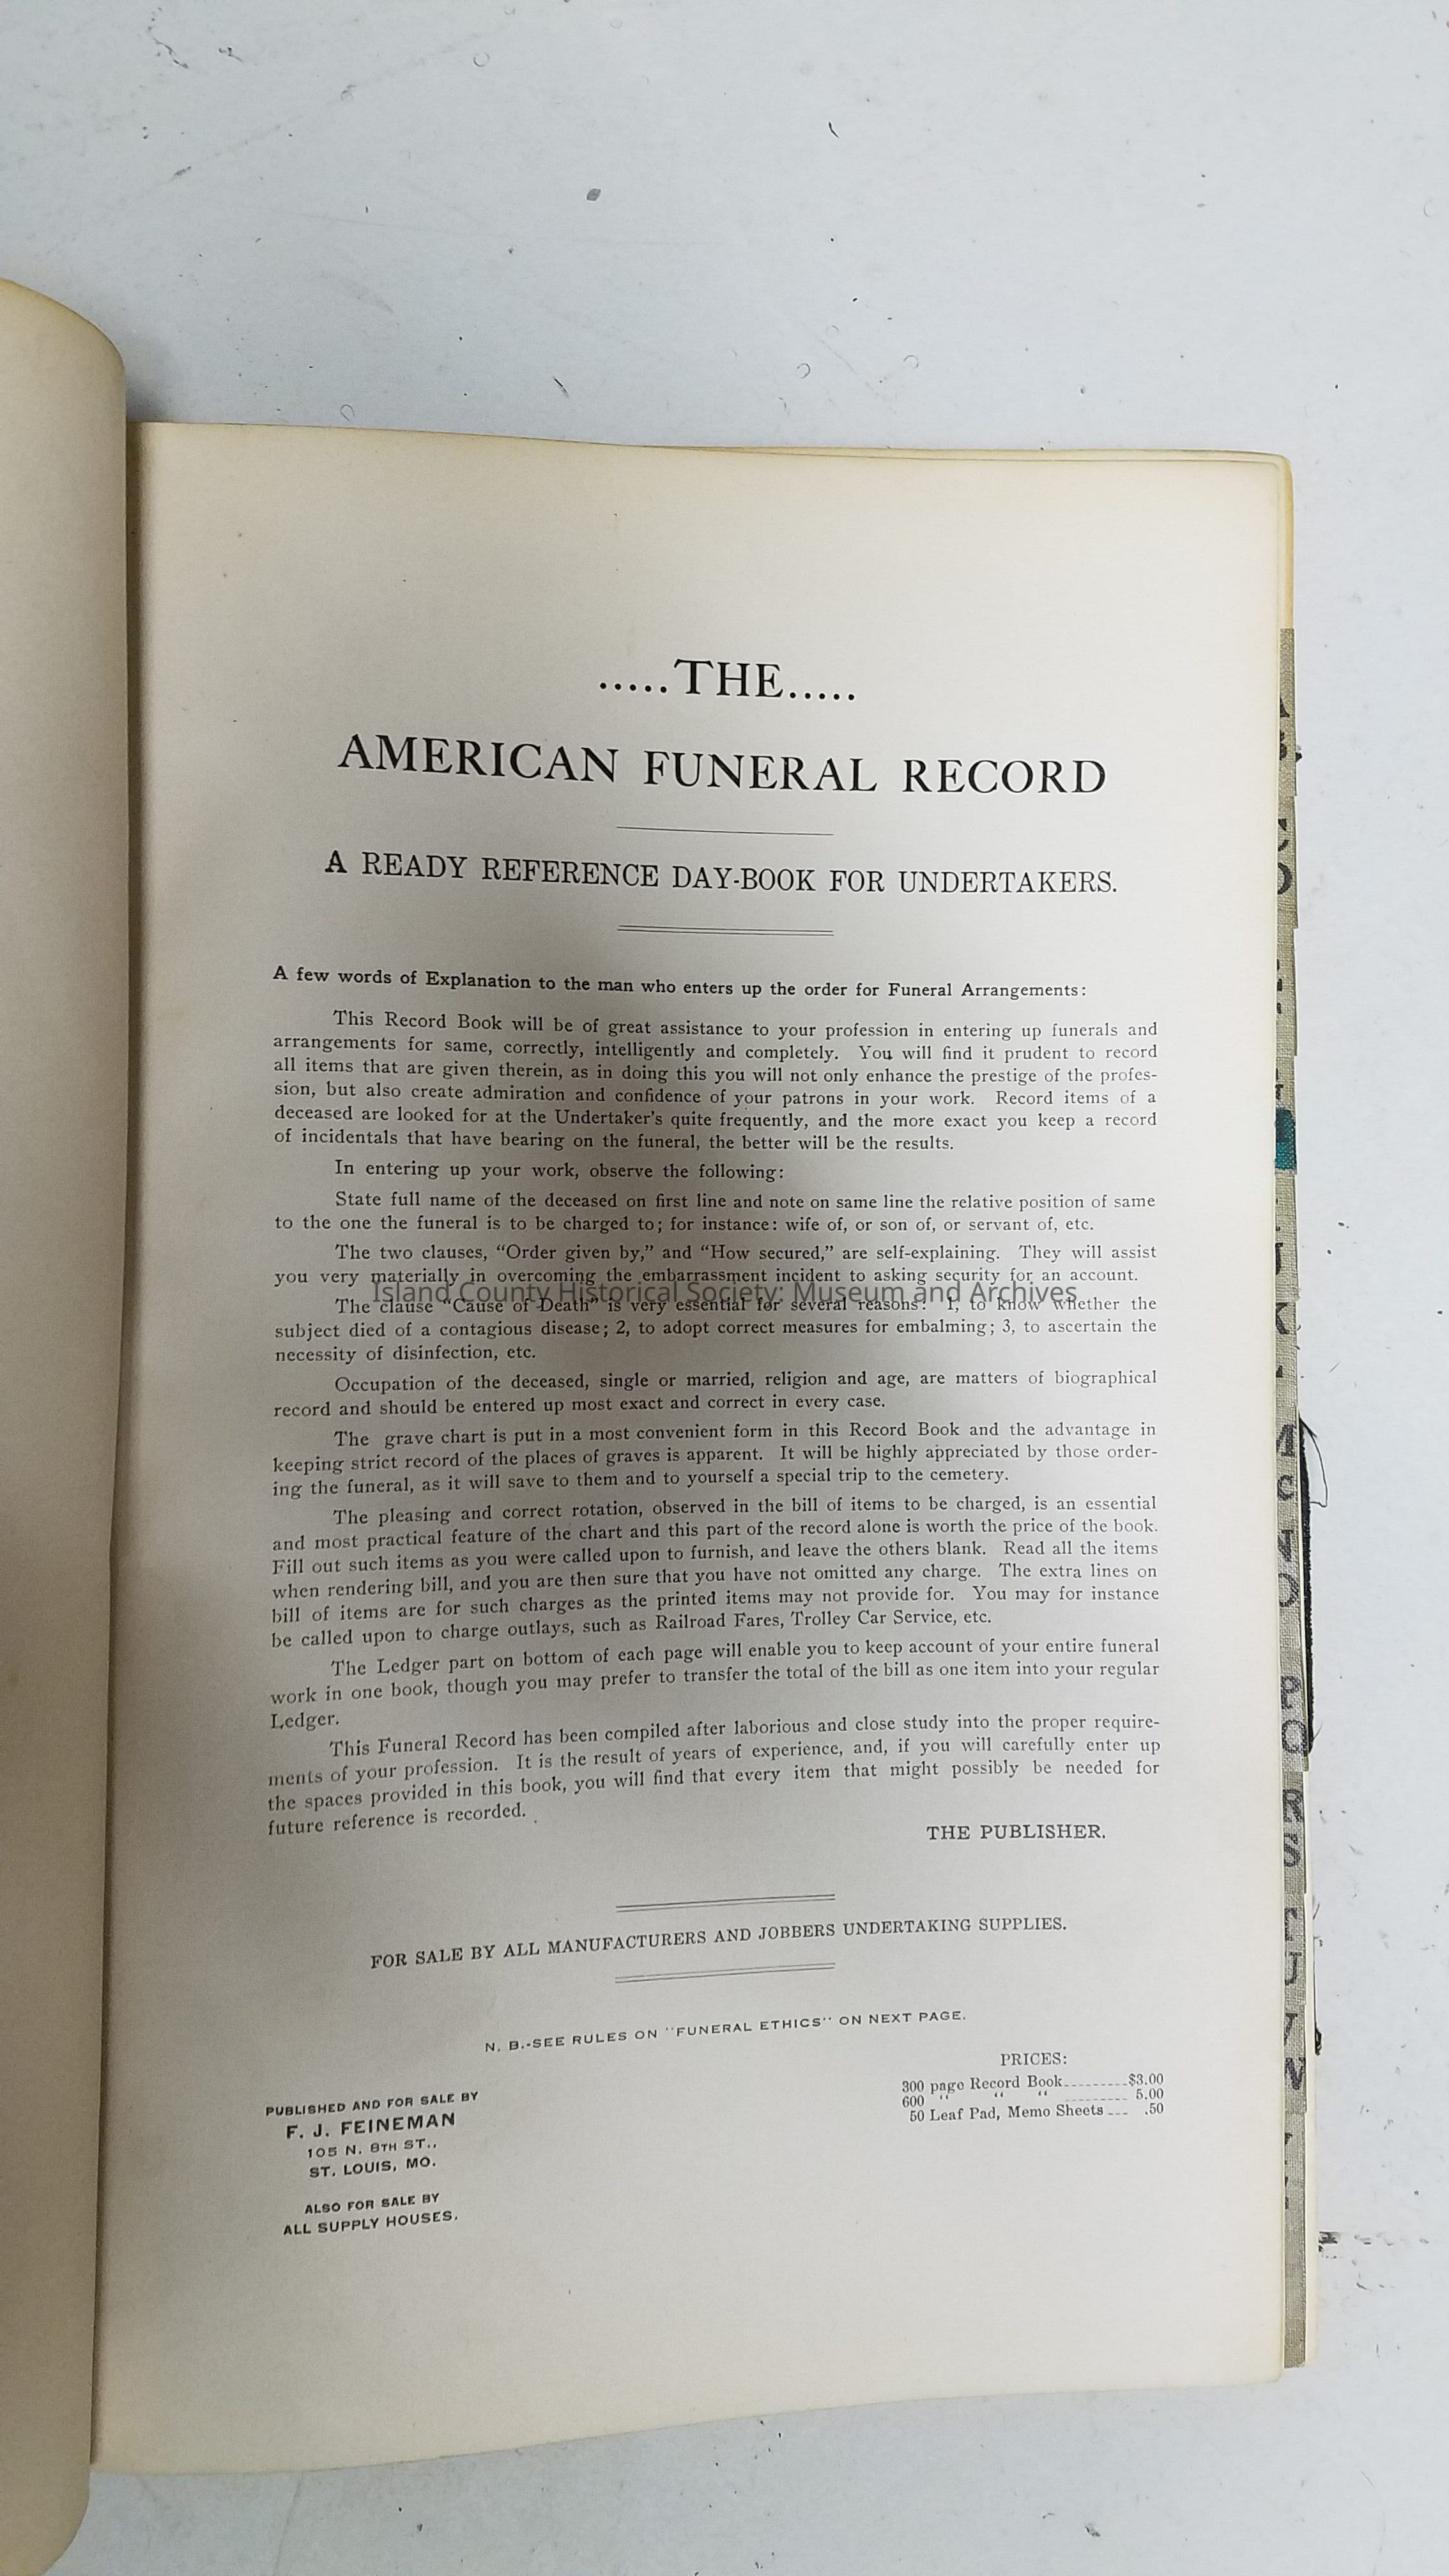 .....THE.....
AMERICAN FUNERAL RECORD
A READY REFERENCE DAY-BOOK FOR UNDERTAKERS.
A few words of Explanation to the man who enters up the order for Funeral Arrangements:
This Record Book will be of great assistance to your profession in entering up funerals and
arrangements for same, correctly, intelligently and completely. You will find it prudent to record
all items that are given therein, as in doing this you will not only enhance the prestige of the profes-
sion, but also create admiration and confidence of your patrons in your work. Record items of a
deceased are looked for at the Undertaker's quite frequently, and the more exact you keep a record
of incidentals that have bearing on the funeral, the better will be the results.
In entering up your work, observe the following:
State full name of the deceased on first line and note on same line the relative position of same
to the one the funeral is to be charged to; for instance: wife of, or son of, or servant of, etc.
The two clauses, “Order given by,” and “How secured,” are self-explaining. They will assist
you very materially in overcoming the embarrassment incident to asking security for an account.
Island County Historical Society: Museum and Archives
The clause “Cause of Death” is very essential for several reasons: 1, to know whether the
subject died of a contagious disease; 2, to adopt correct measures for embalming; 3, to ascertain the
necessity of disinfection, etc.
Occupation of the deceased, single or married, religion and age, are matters of biographical
record and should be entered up most exact and correct in every case.
The grave chart is put in a most convenient form in this Record Book and the advantage in
keeping strict record of the places of graves is apparent. It will be highly appreciated by those order-
ing the funeral, as it will save to them and to yourself a special trip to the cemetery.
The pleasing and correct rotation, observed in the bill of items to be charged, is an essential
and most practical feature of the chart and this part of the record alone is worth the price of the book.
Fill out such items as you were called upon to furnish, and leave the others blank. Read all the items
when rendering bill, and you are then sure that you have not omitted any charge. The extra lines on
bill of items are for such charges as the printed items may not provide for. You may for instance
be called upon to charge outlays, such as Railroad Fares, Trolley Car Service, etc.
The Ledger part on bottom of each page will enable you to keep account of your entire funeral
work in one book, though you may prefer to transfer the total of the bill as one item into your regular
Ledger.
This Funeral Record has been compiled after laborious and close study into the proper require-
ments of your profession. It is the result of years of experience, and, if you will carefully enter up
the spaces provided in this book, you will find that every item that might possibly be needed for
future reference is recorded.
THE PUBLISHER.
FOR SALE BY ALL MANUFACTURERS AND JOBBERS UNDERTAKING SUPPLIES.
N. B.-SEE RULES ON "FUNERAL ETHICS" ON NEXT PAGE.
PRICES:
300 page Record Book.........$3.00
600 “ “ “ ......... 5.00
50 Leaf Pad, Memo Sheets ... .50
PUBLISHED AND FOR SALE BY
F. J. FEINEMAN
105 N. 8TH ST.,
ST. LOUIS, MO.
ALSO FOR SALE BY
ALL SUPPLY HOUSES.